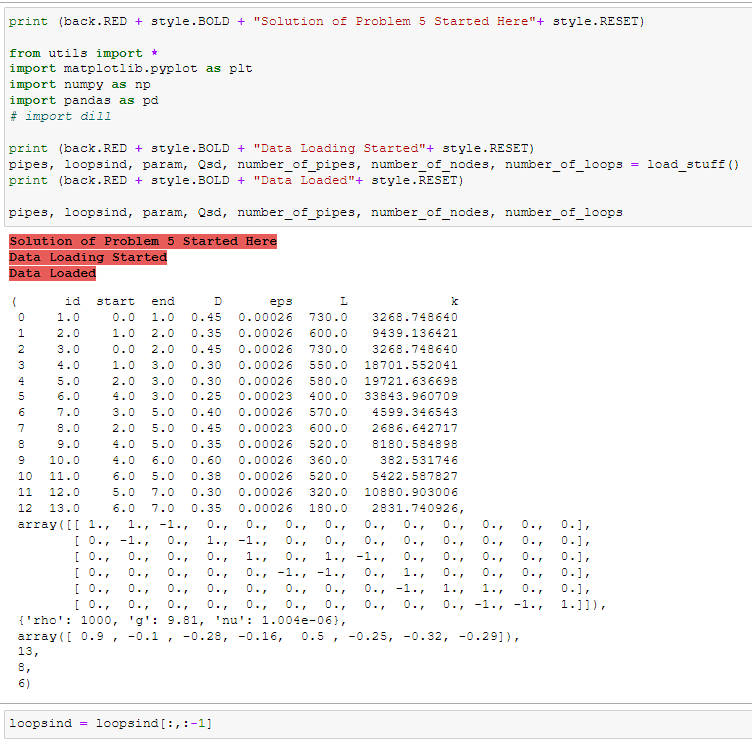 print (back.RED + style.BOLD + "Solution of Problem 5 Started Here"+ style.RESET)
from utils import *
import matplotlib.pyplot as plt
import numpy as np
import pandas as pd
# import dill
print (back.RED + style.BOLD + "Data Loading Started"+ style.RESET)
pipes, loopsind, param, Qsd, number_of_pipes, number_of_nodes, number_of_loops = load_stuff()
print (back.RED + style.BOLD + "Data Loaded"+ style.RESET)
pipes, loopsind, param, Qsd, number_of_pipes, number_of_nodes, number_of_loops
Solution of Problem 5 Started Here
Data Loading Started
Data Loaded
(      id  start  end     D      eps      L             k
0    1.0    0.0  1.0  0.45  0.00026  730.0   3268.748640
1    2.0    1.0  2.0  0.35  0.00026  600.0   9439.136421
2    3.0    0.0  2.0  0.45  0.00026  730.0   3268.748640
3    4.0    1.0  3.0  0.30  0.00026  550.0  18701.552041
4    5.0    2.0  3.0  0.30  0.00026  580.0  19721.636698
5    6.0    4.0  3.0  0.25  0.00023  400.0  33843.960709
6    7.0    3.0  5.0  0.40  0.00026  570.0   4599.346543
7    8.0    2.0  5.0  0.45  0.00023  600.0   2686.642717
8    9.0    4.0  5.0  0.35  0.00026  520.0   8180.584898
9   10.0    4.0  6.0  0.60  0.00026  360.0    382.531746
10  11.0    6.0  5.0  0.38  0.00026  520.0   5422.587827
11  12.0    5.0  7.0  0.30  0.00026  320.0  10880.903006
12  13.0    6.0  7.0  0.35  0.00026  180.0   2831.740926,
array([[ 1.,  1., -1.,  0.,  0.,  0.,  0.,  0.,  0.,  0.,  0.,  0.,  0.],
[ 0., -1.,  0.,  1., -1.,  0.,  0.,  0.,  0.,  0.,  0.,  0.,  0.],
[ 0.,  0.,  0.,  0.,  1.,  0.,  1., -1.,  0.,  0.,  0.,  0.,  0.],
[ 0.,  0.,  0.,  0.,  0., -1., -1.,  0.,  1.,  0.,  0.,  0.,  0.],
[ 0.,  0.,  0.,  0.,  0.,  0.,  0.,  0., -1.,  1.,  1.,  0.,  0.],
[ 0.,  0.,  0.,  0.,  0.,  0.,  0.,  0.,  0.,  0., -1., -1.,  1.]]),
{'rho': 1000, 'g': 9.81, 'nu': 1.004e-06},
array([ 0.9 , -0.1 , -0.28, -0.16,  0.5 , -0.25, -0.32, -0.29]),
13,
8,
6)
loopsind = loopsind[:,:-1]